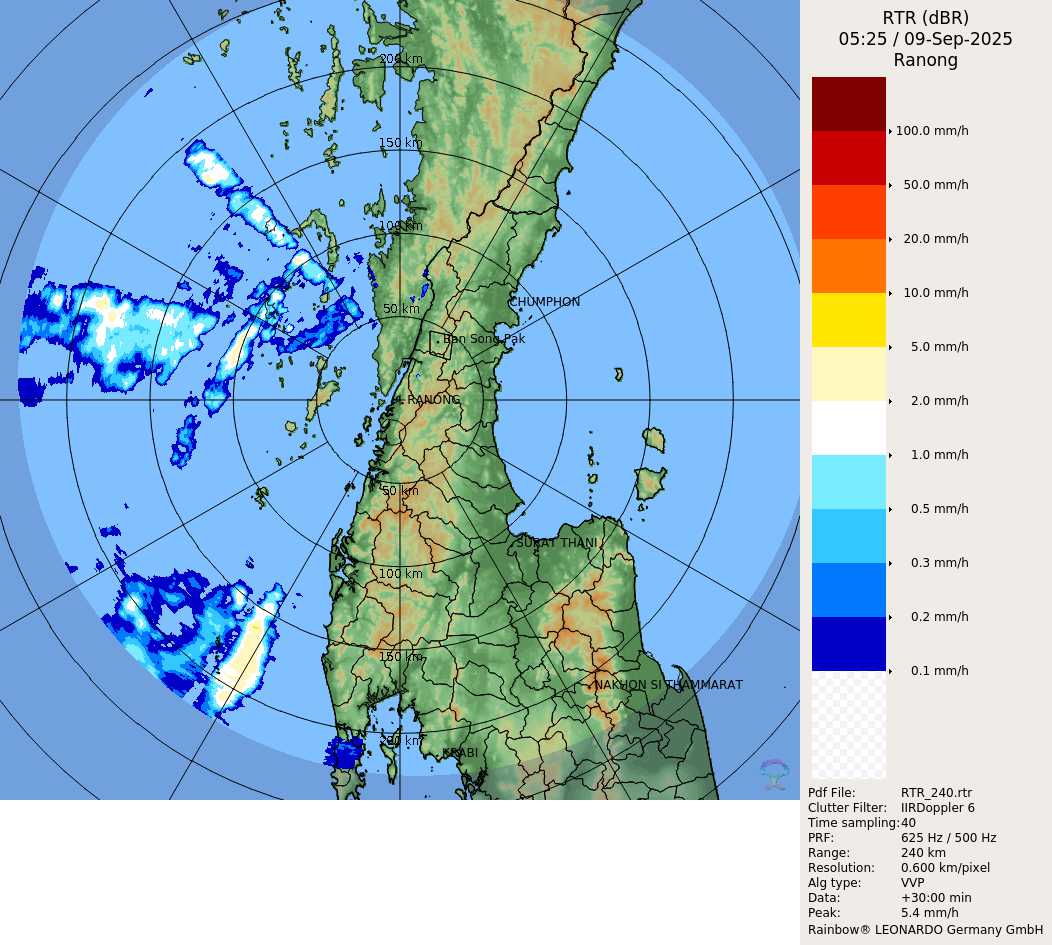 RTR (dBR)
05:25 / 09-Sep-2025
Ranong
200 km
150 km
100 km
50 km
CHUMPHON
Ban Song Pak
RANONG
50 km
SURAT THANI
100 km
150 km
NAKHON SI THAMMARAT
200 km
KRABI
100.0 mm/h
50.0 mm/h
20.0 mm/h
10.0 mm/h
5.0 mm/h
2.0 mm/h
1.0 mm/h
0.5 mm/h
0.3 mm/h
0.2 mm/h
0.1 mm/h
Pdf File: RTR_240.rtr
Clutter Filter: IIRDoppler 6
Time sampling:40
PRF: 625 Hz / 500 Hz
Range: 240 km
Resolution: 0.600 km/pixel
Alg type: VVP
Data: +30:00 min
Peak: 5.4 mm/h
Rainbow® LEONARDO Germany GmbH